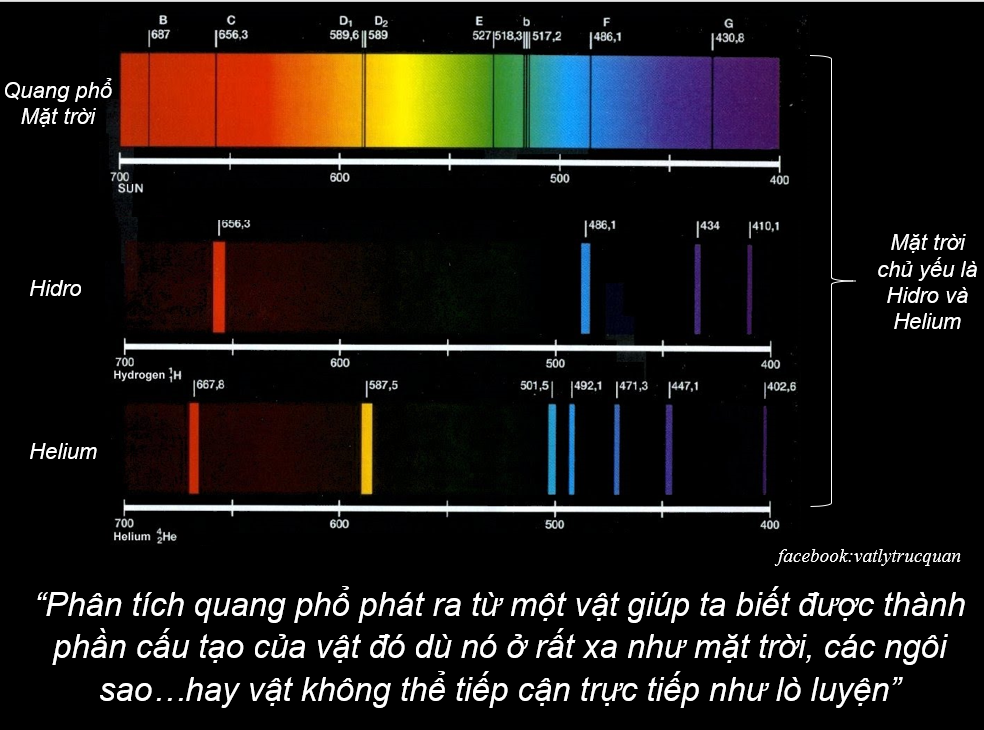 B C D₁ D₂ E b F G
687 656,3 589,6 589 527 518,3 517,2 486,1 430,8
Quang phổ
Mặt trời
700 600 500 400
SUN
656,3 486,1 434 410,1
Hidro
Mặt trời
chủ yếu là
Hidro và
Helium
700 600 500 400
Hydrogen ¹₁H
667,8 587,5 501,5 492,1 471,3 447,1 402,6
Helium
700 600 500 400
Helium ⁴₂He
facebook:vatlytrucquan
“Phân tích quang phổ phát ra từ một vật giúp ta biết được thành
phần cấu tạo của vật đó dù nó ở rất xa như mặt trời, các ngôi
sao…hay vật không thể tiếp cận trực tiếp như lò luyện”